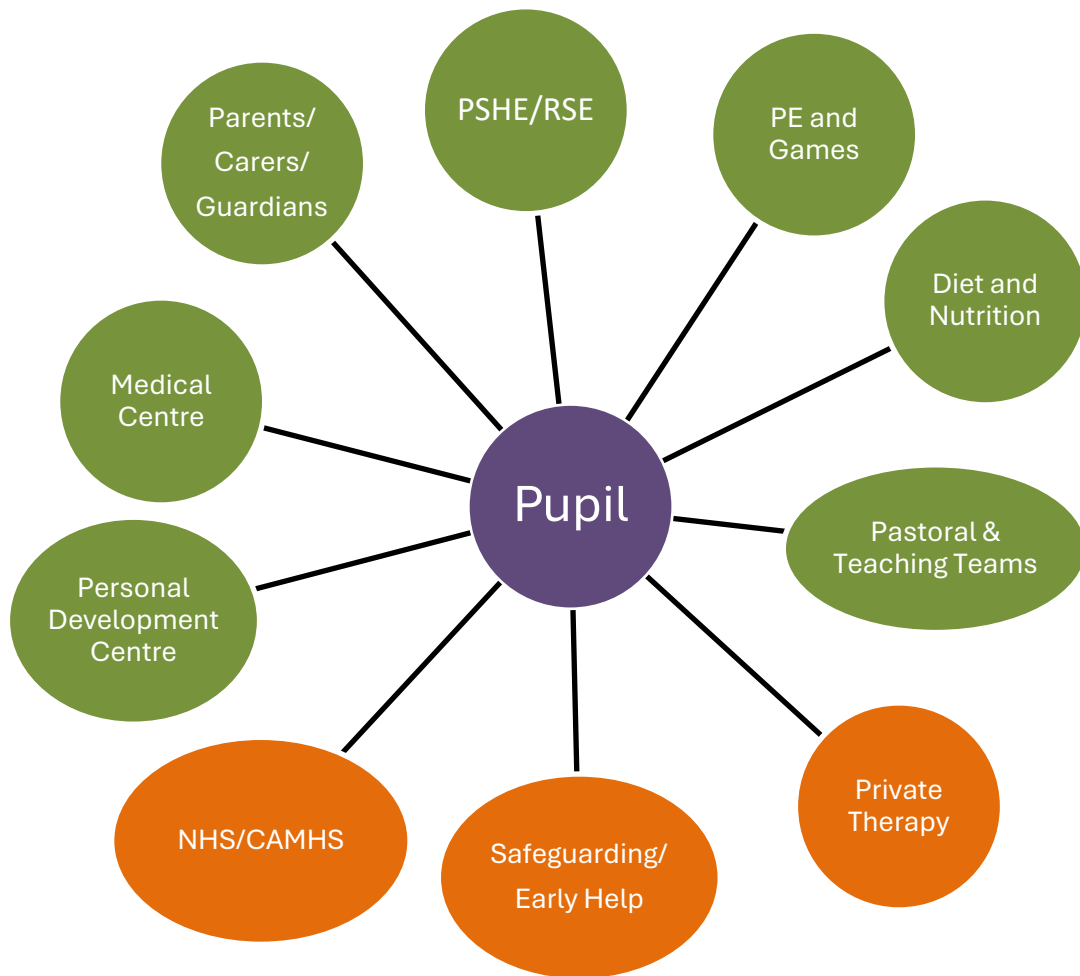 PSHE/RSE
PE and
Games
Parents/
Carers/
Guardians
Diet and
Nutrition
Medical
Centre
Pupil
Pastoral &
Teaching Teams
Personal
Development
Centre
Private
Therapy
NHS/CAMHS
Safeguarding/
Early Help